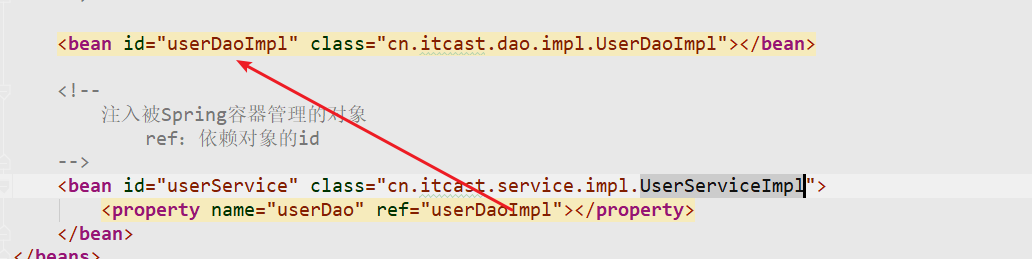 <bean id="userDaoImpl" class="cn.itcast.dao.impl.UserDaoImpl"></bean>
<!--
注入被Spring容器管理的对象
ref：依赖对象的id
-->
<bean id="userService" class="cn.itcast.service.impl.UserServiceImpl">
<property name="userDao" ref="userDaoImpl"></property>
</bean>
</beans>